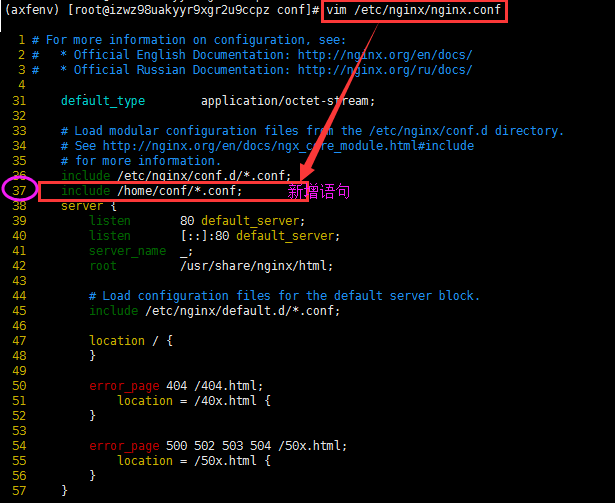 (axfenv) [root@izwz98uakyyr9xgr2u9ccpz conf]# vim /etc/nginx/nginx.conf
1 # For more information on configuration, see:
2 #   * Official English Documentation: http://nginx.org/en/docs/
3 #   * Official Russian Documentation: http://nginx.org/ru/docs/
4
31     default_type        application/octet-stream;
32
33     # Load modular configuration files from the /etc/nginx/conf.d directory.
34     # See http://nginx.org/en/docs/ngx_core_module.html#include
35     # for more information.
36     include /etc/nginx/conf.d/*.conf;
37     include /home/conf/*.conf; 新增语句
38     server {
39         listen       80 default_server;
40         listen       [::]:80 default_server;
41         server_name  _;
42         root         /usr/share/nginx/html;
43
44         # Load configuration files for the default server block.
45         include /etc/nginx/default.d/*.conf;
46
47         location / {
48         }
49
50         error_page 404 /404.html;
51             location = /40x.html {
52         }
53
54         error_page 500 502 503 504 /50x.html;
55             location = /50x.html {
56         }
57     }